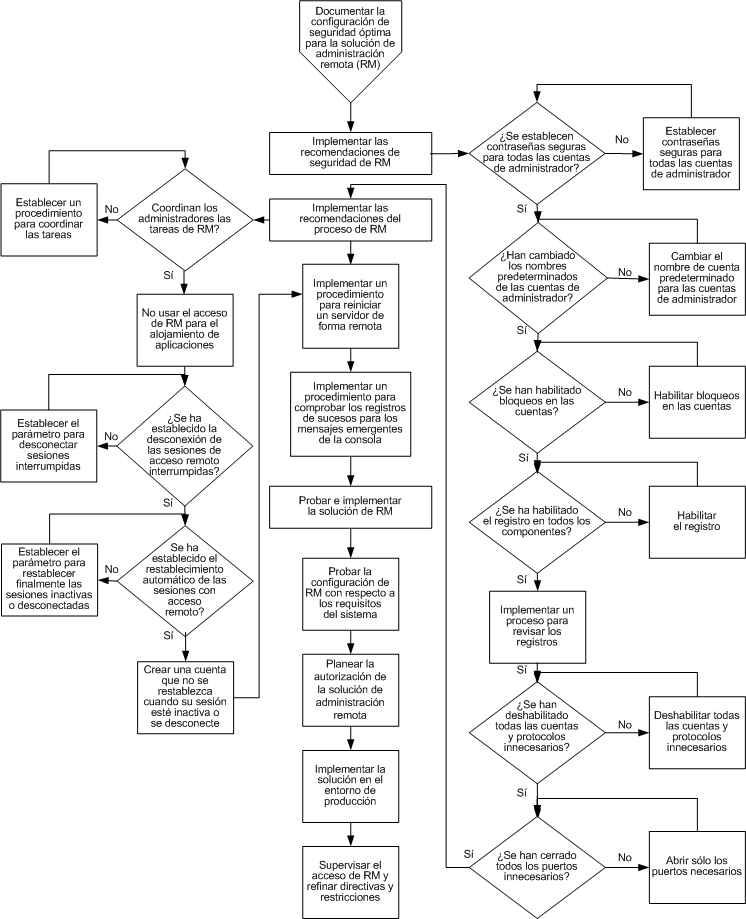 Documentar la
configuración de
seguridad óptima
para la solución de
administración
remota (RM)
Implementar las
recomendaciones de
seguridad de RM
¿Se establecen
contraseñas seguras
para todas las cuentas
de administrador?
No
Establecer
contraseñas
seguras para
todas las cuentas
de administrador
Sí
¿Han cambiado
los nombres
predeterminados
de las cuentas de
administrador?
No
Cambiar el
nombre de cuenta
predeterminado
para las cuentas
de administrador
Sí
¿Se han habilitado
bloqueos en las
cuentas?
No
Habilitar bloqueos
en las cuentas
Sí
¿Se ha habilitado
el registro en todos los
componentes?
No
Habilitar
el registro
Sí
Implementar un
proceso para
revisar los
registros
Sí
¿Se han
deshabilitado
todas las cuentas
y protocolos
innecesarios?
No
Deshabilitar todas
las cuentas y
protocolos
innecesarios
Sí
¿Se han cerrado
todos los puertos
innecesarios?
No
Abrir sólo los
puertos necesarios
Sí
Implementar las
recomendaciones del
proceso de RM
Coordinan los
administradores las
tareas de RM?
No
Establecer un
procedimiento
para coordinar
las tareas
Sí
No usar el acceso
de RM para el
alojamiento de
aplicaciones
¿Se ha
establecido la
desconexión de
las sesiones de
acceso remoto
interrumpidas?
No
Establecer el
parámetro para
desconectar
sesiones
interrumpidas
Sí
Se ha
establecido el
restablecimiento
automático de las
sesiones con
acceso
remoto?
No
Establecer el
parámetro para
restablecer
finalmente las
sesiones inactivas
o desconectadas
Sí
Crear una cuenta
que no se
restablezca
cuando su sesión
esté inactiva o
se desconecte
Implementar un
procedimiento
para reiniciar
un servidor de
forma remota
Implementar un
procedimiento para
comprobar los registros
de sucesos para los
mensajes emergentes
de la consola
Probar e implementar
la solución de RM
Probar la
configuración de
RM con respecto a
los requisitos
del sistema
Planear la
autorización de
la solución de
administración
remota
Implementar la
solución en el
entorno de
producción
Supervisar el
acceso de RM y
refinar directivas y
restricciones